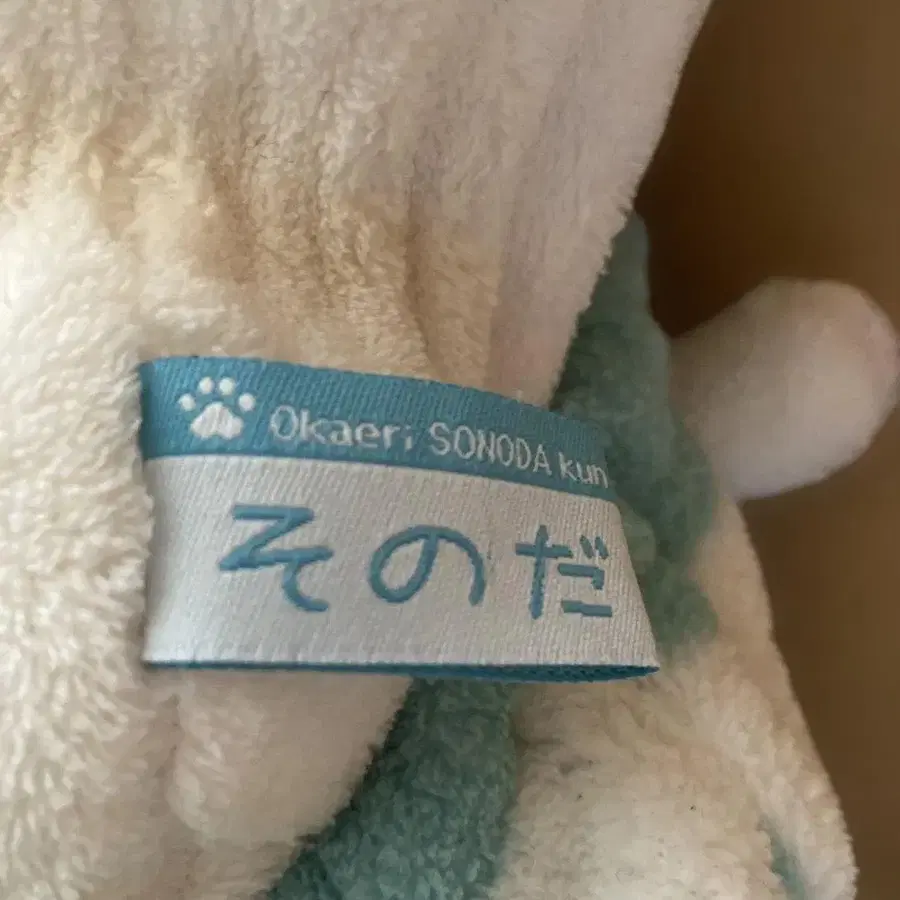 Okaeri SONODA kun
そのだ